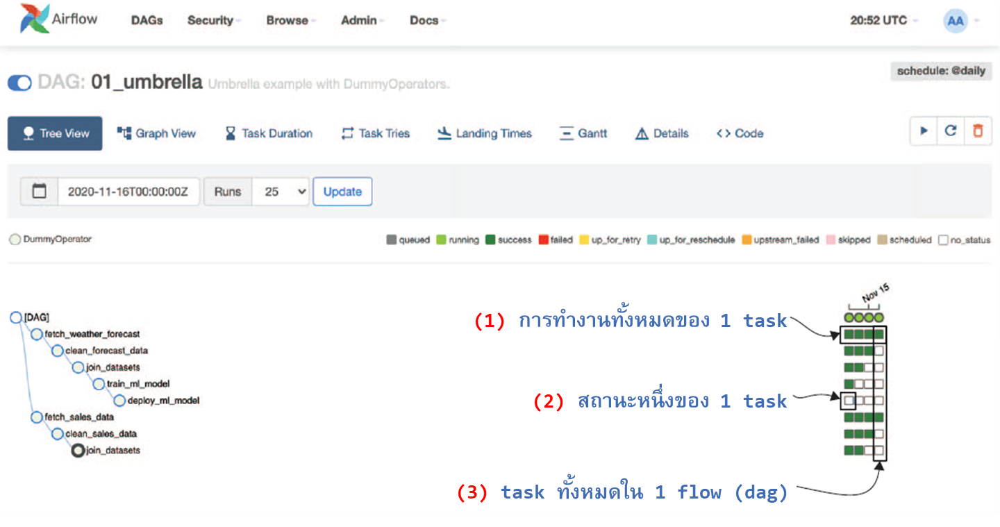 Airflow DAGs Security Browse Admin Docs 20:52 UTC AA
schedule: @daily
DAG: 01_umbrella Umbrella example with DummyOperators.
Tree View Graph View Task Duration Task Tries Landing Times Gantt Details Code
2020-11-16T00:00:00Z Runs 25 Update
DummyOperator queued running success failed up_for_retry up_for_reschedule upstream_failed skipped scheduled no_status
Nov 15
[DAG]
(1) การทำงานทั้งหมดของ 1 task
fetch_weather_forecast
clean_forecast_data
join_datasets
train_ml_model
deploy_ml_model
(2) สถานะหนึ่งของ 1 task
fetch_sales_data
clean_sales_data
join_datasets
(3) task ทั้งหมดใน 1 flow (dag)